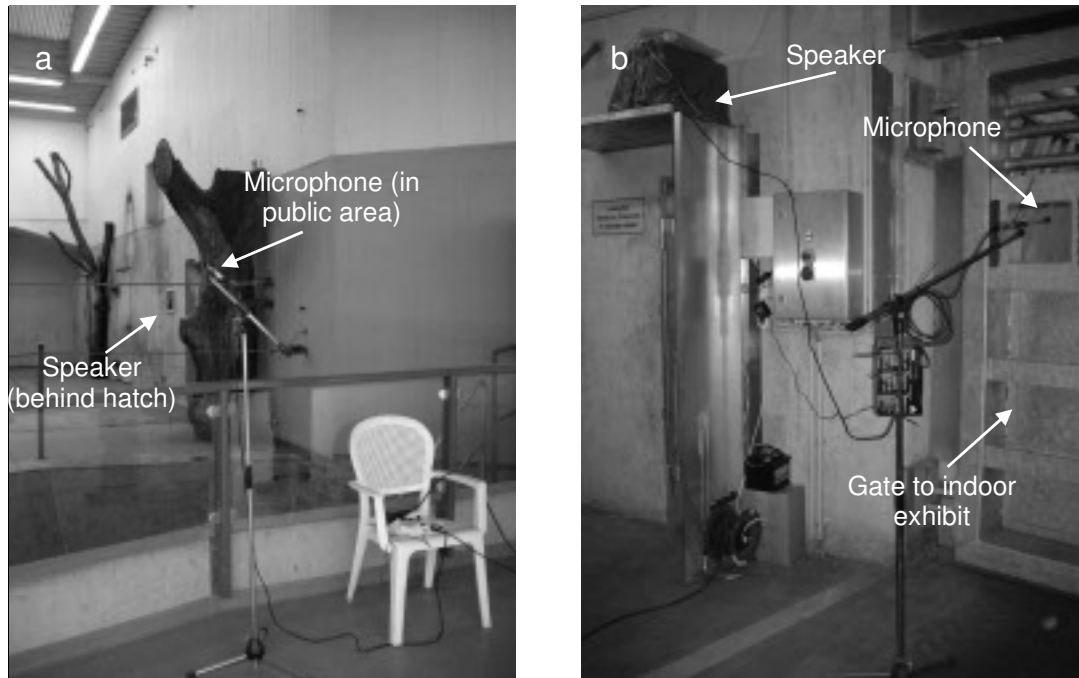 a
Microphone (in
public area)
Speaker
(behind hatch)
b
Speaker
Microphone
Gate to indoor
exhibit